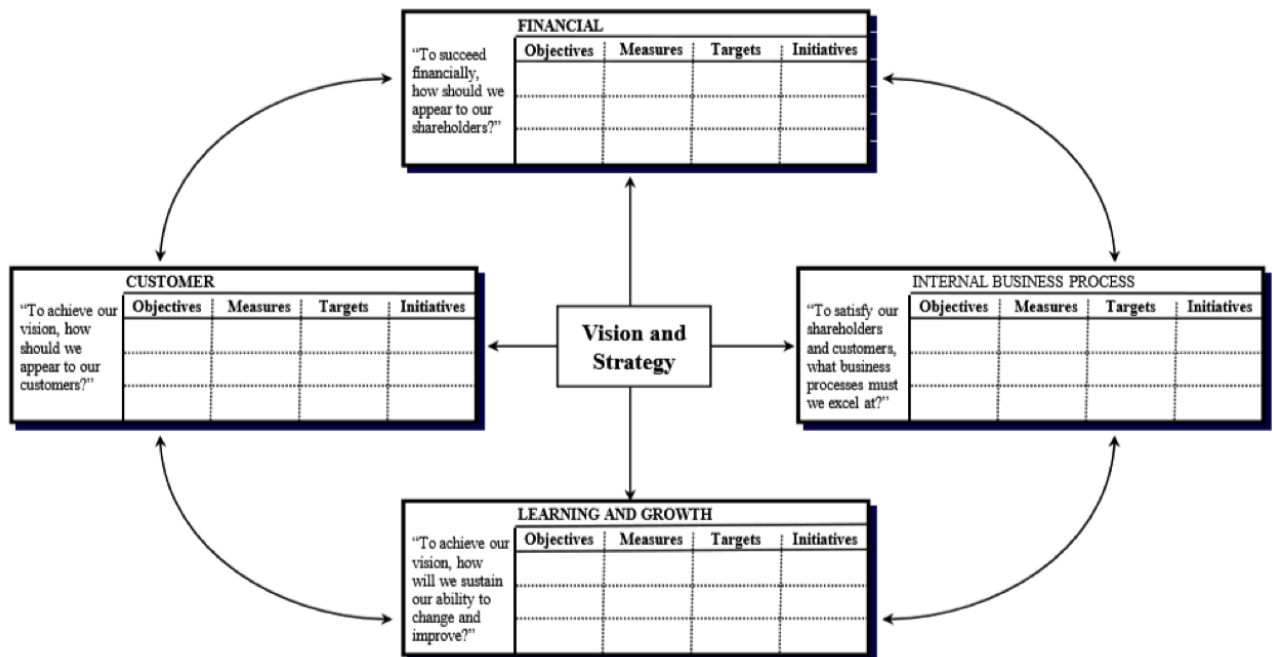 FINANCIAL
“To succeed
financially,
how should we
appear to our
shareholders?”
Objectives Measures Targets Initiatives
CUSTOMER
“To achieve our
vision, how
should we
appear to our
customers?”
Objectives Measures Targets Initiatives
Vision and
Strategy
INTERNAL BUSINESS PROCESS
“To satisfy our
shareholders
and customers,
what business
processes must
we excel at?”
Objectives Measures Targets Initiatives
LEARNING AND GROWTH
“To achieve our
vision, how
will we sustain
our ability to
change and
improve?”
Objectives Measures Targets Initiatives